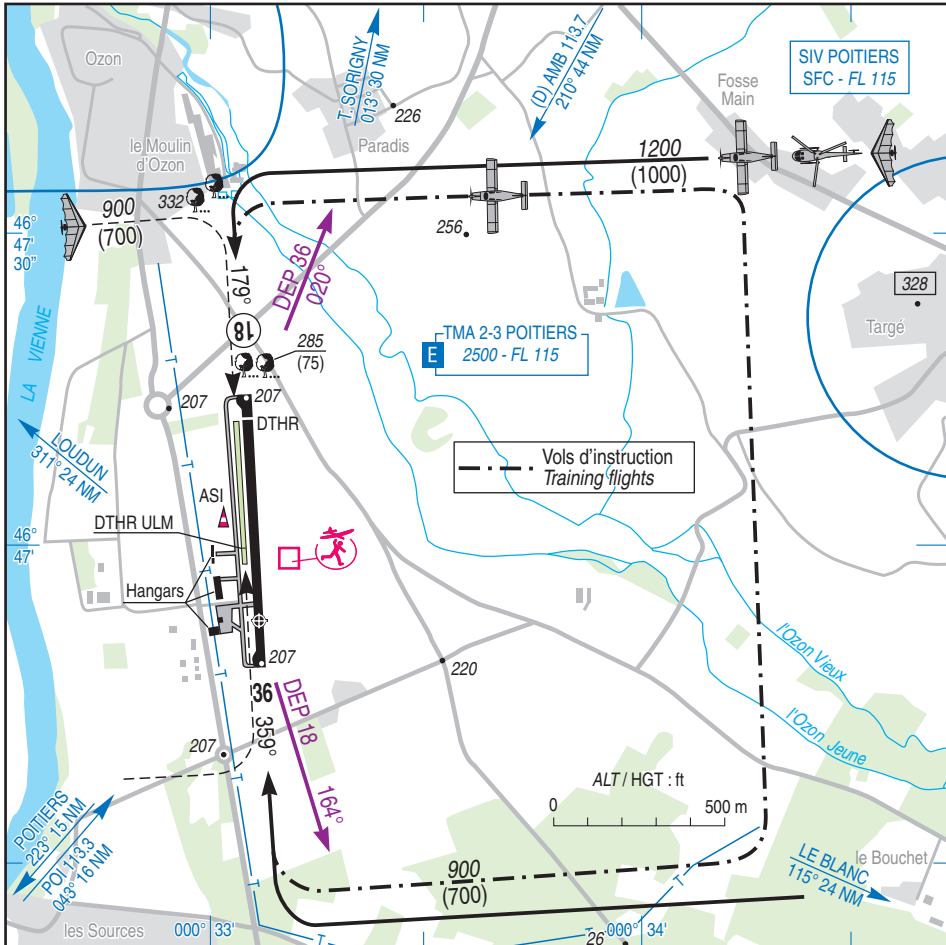 Ozon
T. SORIGNY
013° 30 NM
(D) AMB 113.7
210° 44 NM
SIV POITIERS
SFC - FL 115
Fosse
Main
226
Paradis
le Moulin
d'Ozon
1200
(1000)
332
900
(700)
46°
47'
30"
256
DEP 36
020°
179°
18
328
Targé
LA VIENNE
285
(75)
E
TMA 2-3 POITIERS
2500 - FL 115
207
207
DTHR
LOUDUN
311° 24 NM
Vols d'instruction
Training flights
ASI
DTHR ULM
46°
47'
Hangars
207
220
l'Ozon Vieux
l'Ozon Jeune
36
359°
DEP 18
164°
207
ALT / HGT : ft
0
500 m
POITIERS
223° 15 NM
POI 113.3
043° 16 NM
900
(700)
le Bouchet
LE BLANC
115° 24 NM
les Sources
000° 33'
000° 34'
T
T
T
T
T
T
T
T